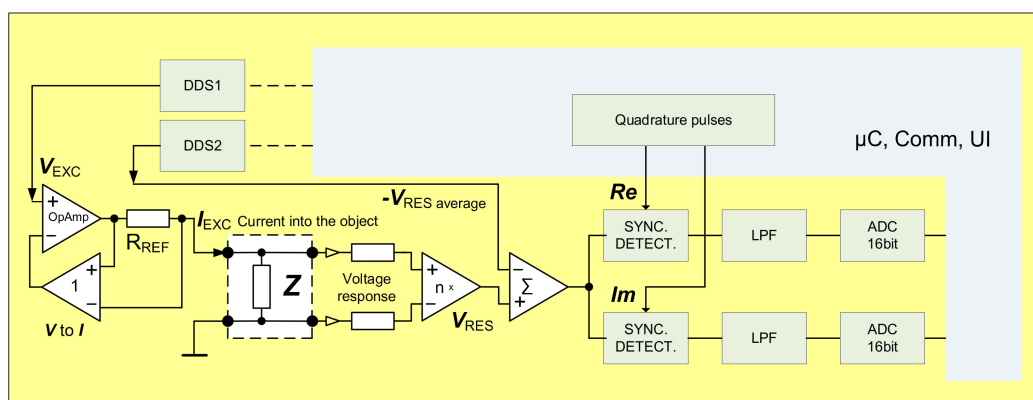 DDS1
DDS2
Quadrature pulses
µC, Comm, UI
VEXC
-VRES average
Re
OpAmp
+
−
RREF
IEXC Current into the object
SYNC.
DETECT.
LPF
ADC
16bit
1
+
−
V to I
Z
Voltage
response
+
−
n x
VRES
−
+
Σ
Im
SYNC.
DETECT.
LPF
ADC
16bit